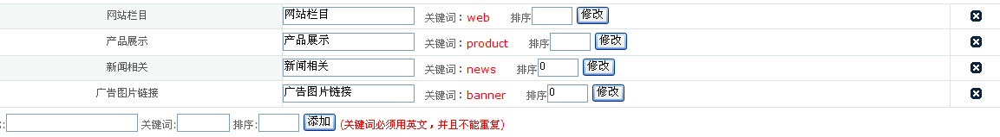 网站栏目 网站栏目 关键词：web 排序 修改
产品展示 产品展示 关键词：product 排序 修改
新闻相关 新闻相关 关键词：news 排序 0 修改
广告图片链接 广告图片链接 关键词：banner 排序 0 修改
关键词: 排序: 添加 (关键词必须用英文，并且不能重复)